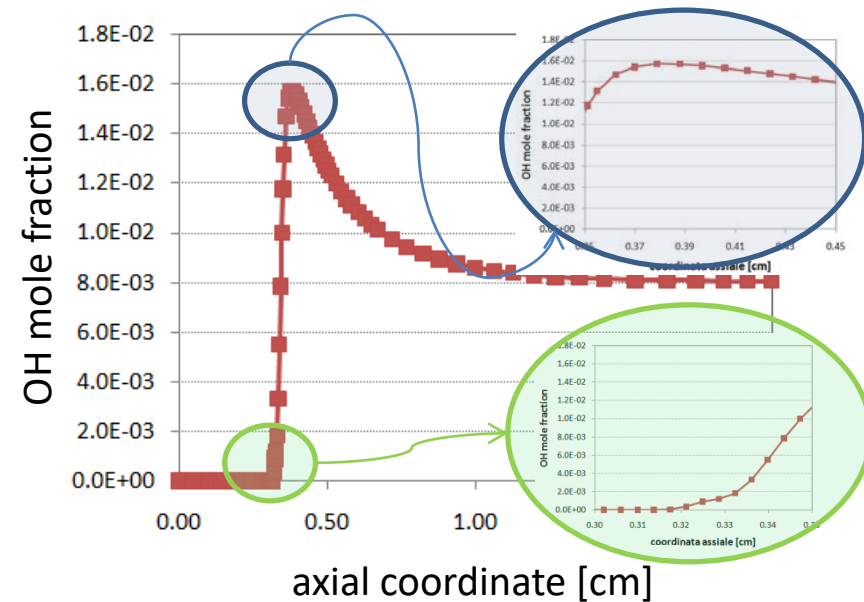 1.8E-02
1.6E-02
1.4E-02
1.2E-02
1.0E-02
8.0E-03
6.0E-03
4.0E-03
2.0E-03
0.0E+00
OH mole fraction
0.00
0.50
1.00
axial coordinate [cm]
1.8E-02
1.6E-02
1.4E-02
1.2E-02
1.0E-02
8.0E-03
6.0E-03
4.0E-03
2.0E-03
OH mole fraction
0.37
0.39
0.41
0.43
0.45
coordinata assiale [cm]
1.8E-02
1.6E-02
1.4E-02
1.2E-02
1.0E-02
8.0E-03
6.0E-03
4.0E-03
2.0E-03
0.0E+00
OH mole fraction
0.30
0.31
0.32
0.33
0.34
coordinata assiale [cm]